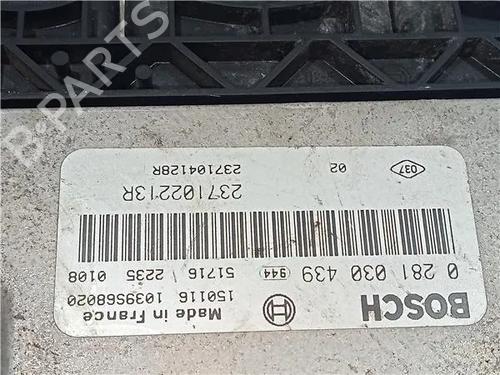 B-PARTS
BOSCH
Made in France
150116 1039S68020
0 281 030 439 944 51716 2235 0108
237102213R
037 02 237104128R